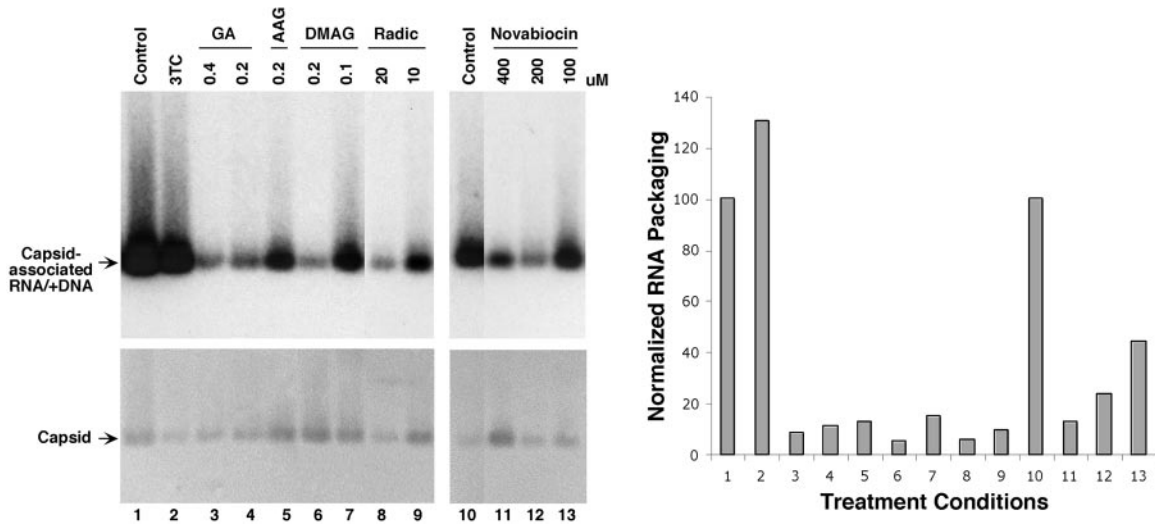 Control 3TC GA AAG DMAG Radic Control Novabiocin
0.4 0.2 0.2 0.2 0.1 20 10 400 200 100 uM
Capsid-
associated
RNA/+DNA
Capsid
1 2 3 4 5 6 7 8 9 10 11 12 13
Normalized RNA Packaging
140
120
100
80
60
40
20
0
1 2 3 4 5 6 7 8 9 10 11 12 13
Treatment Conditions